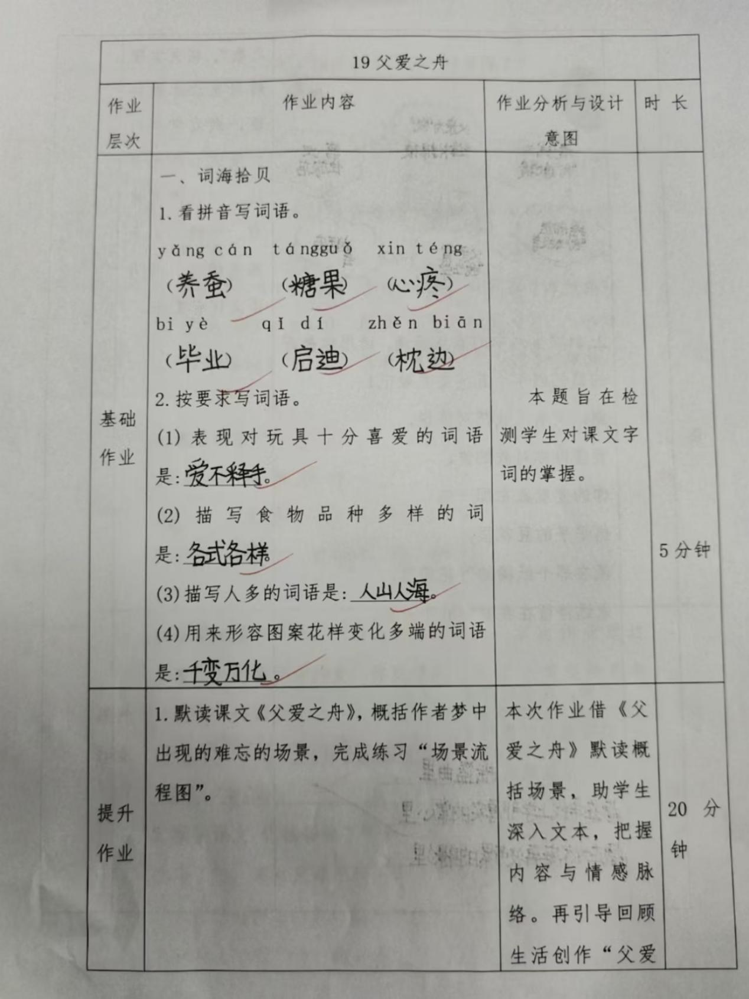 19 父爱之舟
作业
层次
作业内容
作业分析与设计
意图
时 长
基础
作业
一、词海拾贝
1.看拼音写词语。
yǎng cán tángguǒ xin téng
(养蚕) (糖果) (心疼)
bi yè qǐ dí zhěn biān
(毕业) (启迪) (枕边)
2.按要求写词语。
(1)表现对玩具十分喜爱的词语
是:爱不释手。
(2)描写食物品种多样的词
是:各式各样。
(3)描写人多的词语是:人山人海。
(4)用来形容图案花样变化多端的词语
是:千变万化。
本题旨在检
测学生对课文字
词的掌握。
5分钟
提升
作业
1.默读课文《父爱之舟》，概括作者梦中
出现的难忘的场景，完成练习“场景流
程图”。
本次作业借《父
爱之舟》默读概
括场景，助学生
深入文本，把握
内容与情感脉
络。再引导回顾
生活创作“父爱
20 分
钟